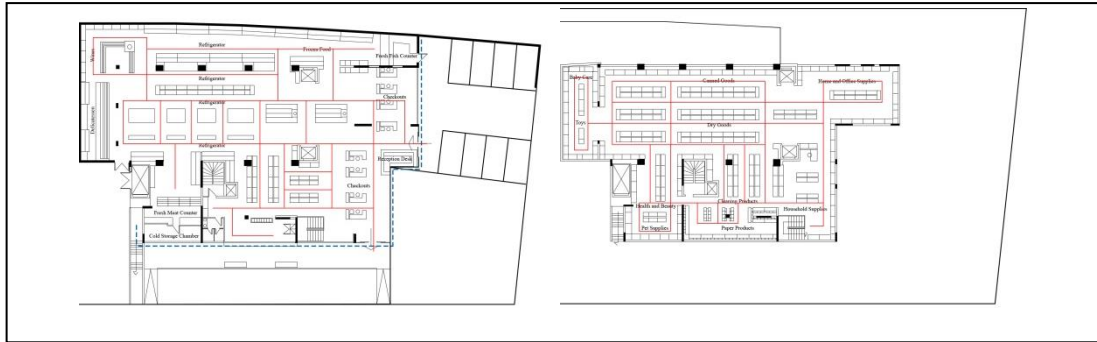 Refrigerator
Frozen Food
Fresh Fish Counter
Wines
Refrigerator
Checkouts
Refrigerator
Delicatessen
Refrigerator
Reception Desk
Checkouts
Fresh Meat Counter
Cold Storage Chamber
Baby Care
Canned Goods
Home and Office Supplies
Toys
Dry Goods
Health and Beauty
Cleaning Products
Household Supplies
Pet Supplies
Paper Products